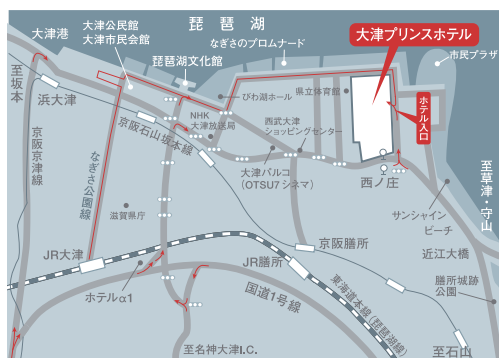 琵琶湖
大津港
大津公民館
大津市民会館
なぎさのプロムナード
大津プリンスホテル
市民プラザ
琵琶湖文化館
至坂本
浜大津
びわ湖ホール
県立体育館
ホテル入口
NHK
大津放送局
西武大津
ショッピングセンター
京阪石山坂本線
京阪京津線
なぎさ公園線
大津パルコ
(OTSU7シネマ)
西ノ庄
至草津・守山
滋賀県庁
サンシャイン
ビーチ
近江大橋
京阪膳所
JR大津
JR膳所
膳所城跡
公園
ホテルα1
国道1号線
東海道本線(琵琶湖線)
至名神大津I.C.
至石山